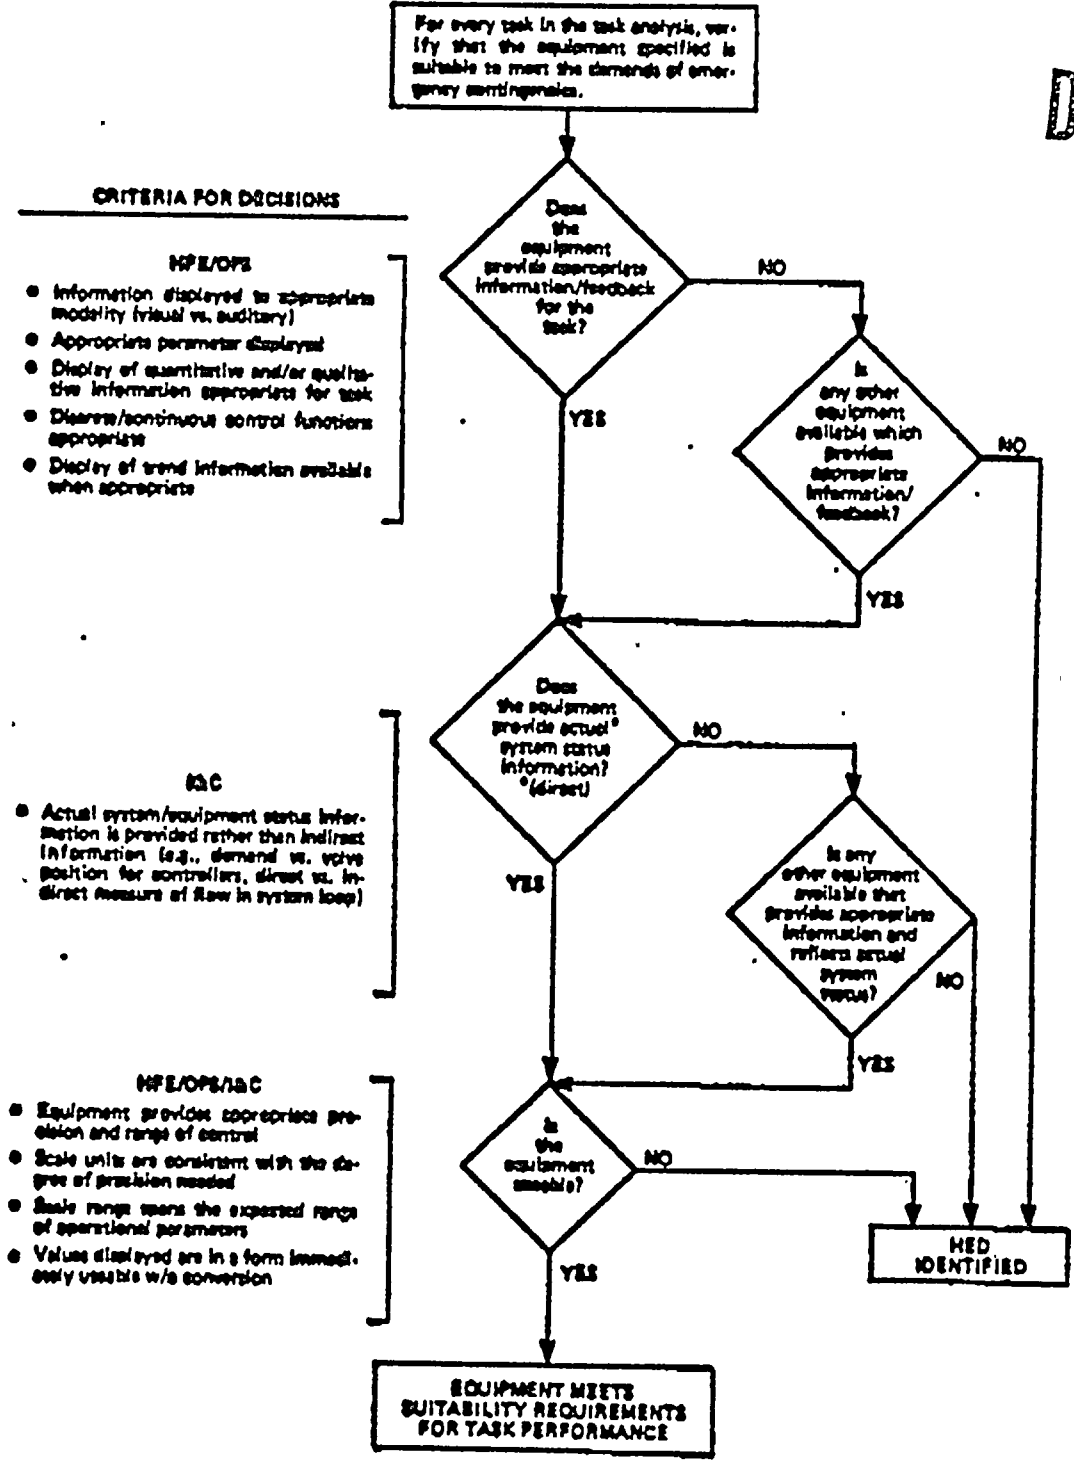 For every task in the task analysis, ver-
ify that the equipment specified is
suitable to meet the demands of emer-
gency contingencies.
CRITERIA FOR DECISIONS
HFE/OPS
● Information displayed to appropriate
modality (visual vs. auditory)
● Appropriate parameter displayed
● Display of quantitative and/or qualita-
tive information appropriate for task
● Discrete/continuous control functions
appropriate
● Display of trend information available
when appropriate
Does
the
equipment
provide appropriate
information/feedback
for the
task?
NO
YES
Is
any other
equipment
available which
provides
appropriate
information/
feedback?
NO
YES
I&C
● Actual system/equipment status infor-
mation is provided rather than indirect
information (e.g., demand vs. valve
position for controllers, direct vs. in-
direct measure of flow in system loop)
Does
the equipment
provide actual*
system status
information?
*(direct)
NO
YES
Is any
other equipment
available that
provides appropriate
information and
reflects actual
system
status?
NO
YES
HFE/OPS/I&C
● Equipment provides appropriate pre-
cision and range of control
● Scale units are consistent with the de-
gree of precision needed
● Scale range spans the expected range
of operational parameters
● Values displayed are in a form immedi-
ately useable w/o conversion
Is
the
equipment
useable?
NO
YES
HED
IDENTIFIED
EQUIPMENT MEETS
SUITABILITY REQUIREMENTS
FOR TASK PERFORMANCE